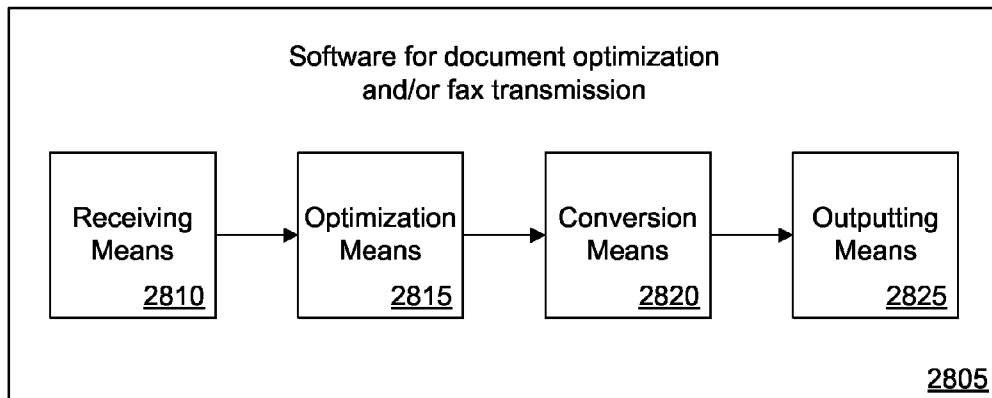 Software for document optimization
and/or fax transmission
Receiving
Means
2810
Optimization
Means
2815
Conversion
Means
2820
Outputting
Means
2825
2805